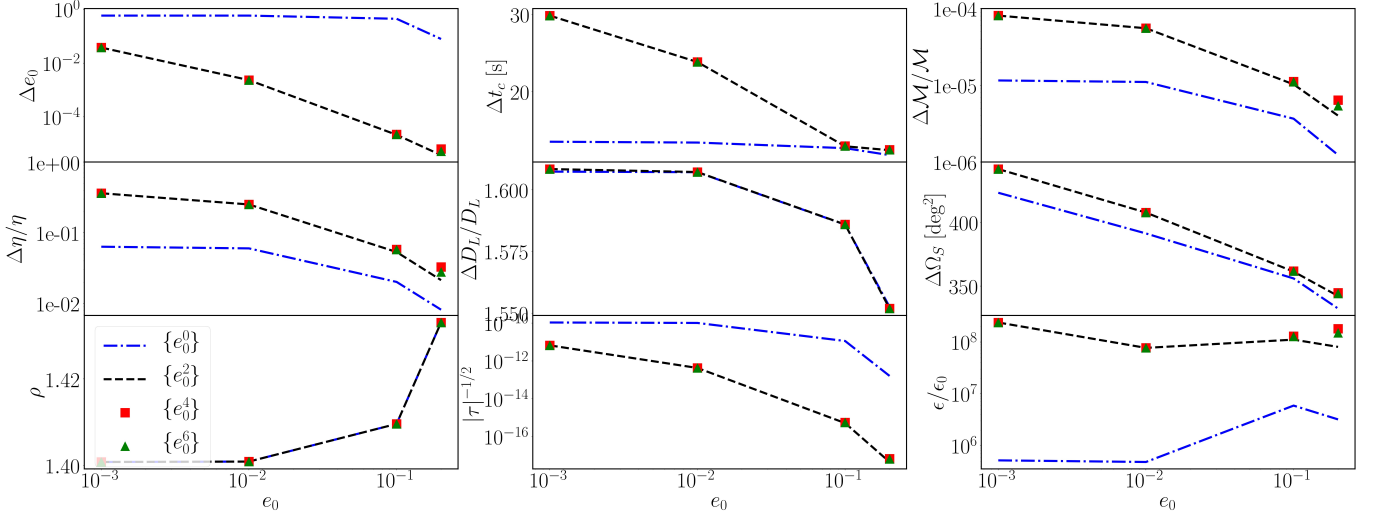 10^0
10^{-2}
10^{-4}
Δe_0
30
20
Δt_c [s]
1e-04
1e-05
ΔM/M
1e+00
1e-01
1e-02
Δη/η
1.600
1.575
1.550
ΔD_L/D_L
1e-06
400
350
ΔΩ_S [deg^2]
1.42
1.40
ρ
{e_0^0}
{e_0^2}
{e_0^4}
{e_0^6}
10^{-10}
10^{-12}
10^{-14}
10^{-16}
|τ|^{-1/2}
10^8
10^7
10^6
ϵ/ϵ_0
10^{-3} 10^{-2} 10^{-1}
e_0
10^{-3} 10^{-2} 10^{-1}
e_0
10^{-3} 10^{-2} 10^{-1}
e_0